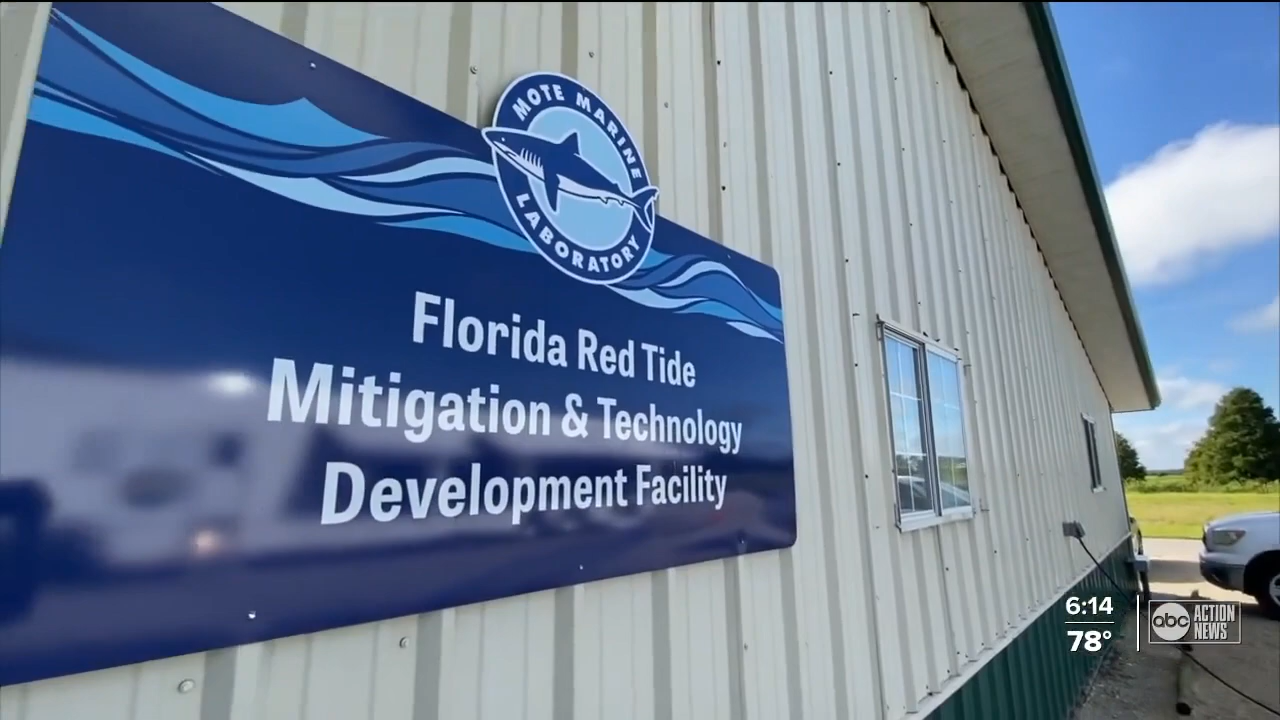 MOTE MARINE
LABORATORY
Florida Red Tide
Mitigation & Technology
Development Facility
6:14
78°
abc
ACTION
NEWS